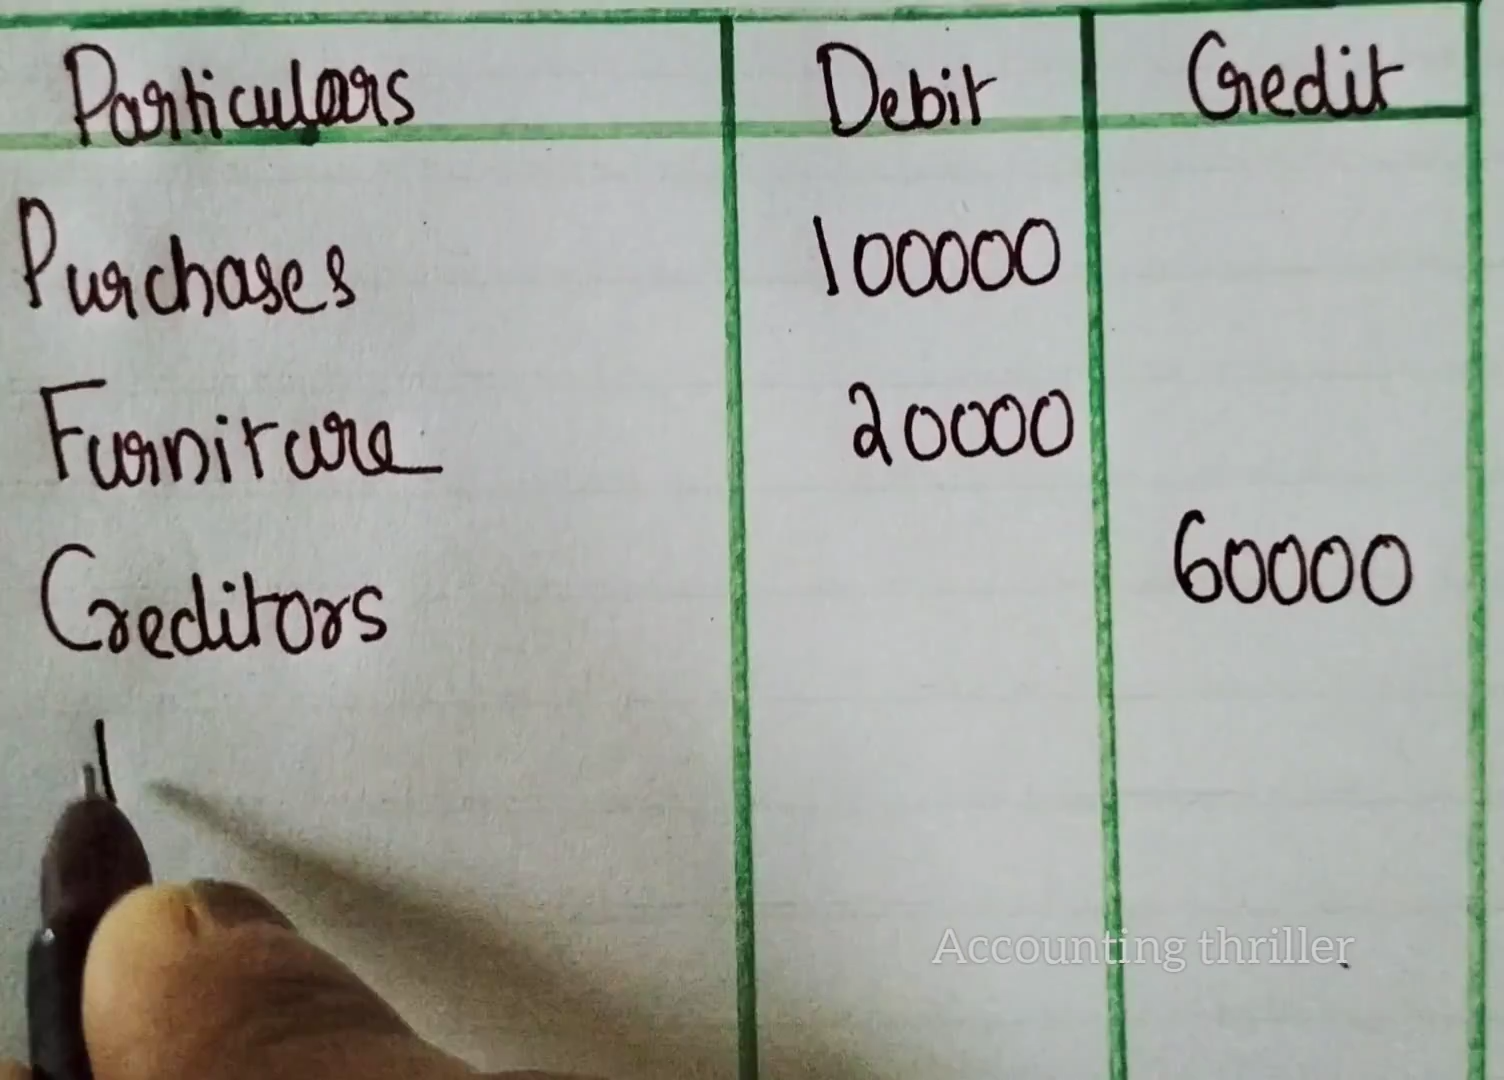 Particulars Debit Credit
Purchases 100000
Furniture 20000
Creditors 60000
Accounting thriller